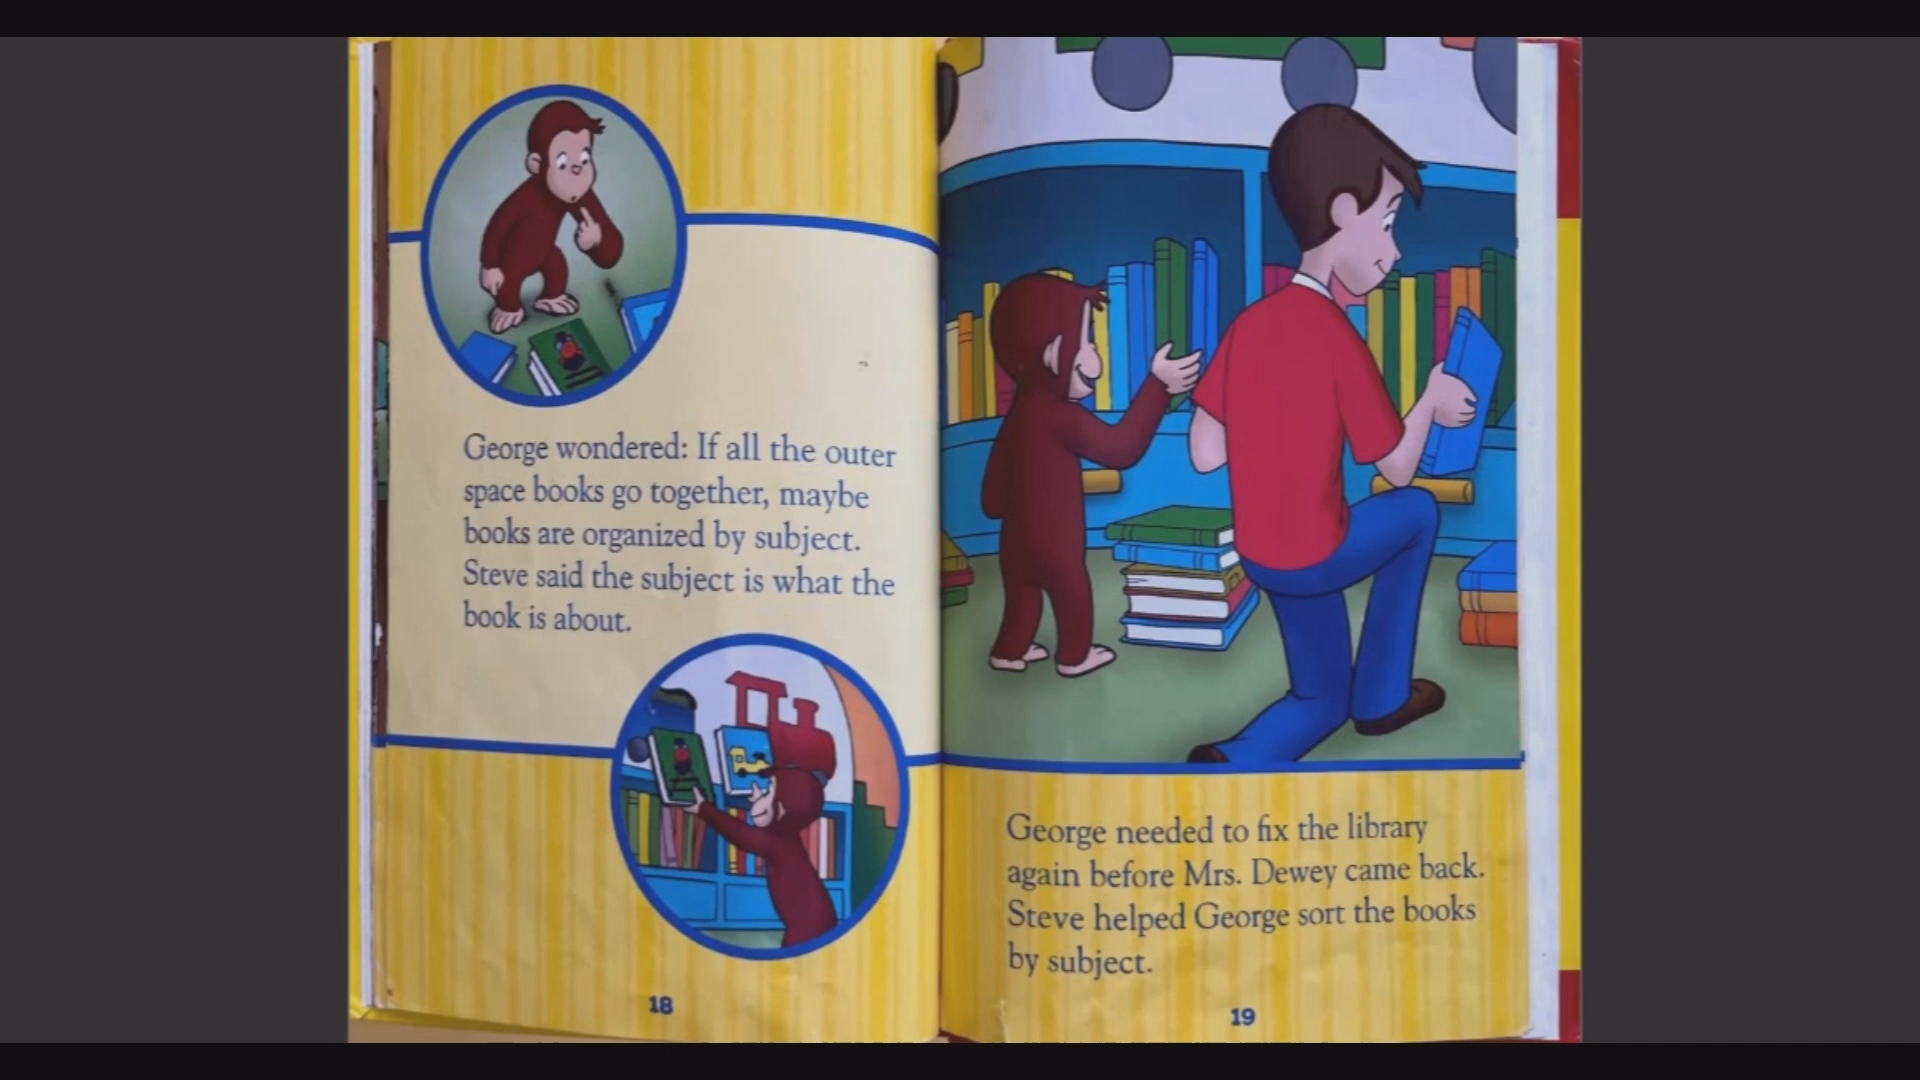 George wondered: If all the outer
space books go together, maybe
books are organized by subject.
Steve said the subject is what the
book is about.
18
George needed to fix the library
again before Mrs. Dewey came back.
Steve helped George sort the books
by subject.
19